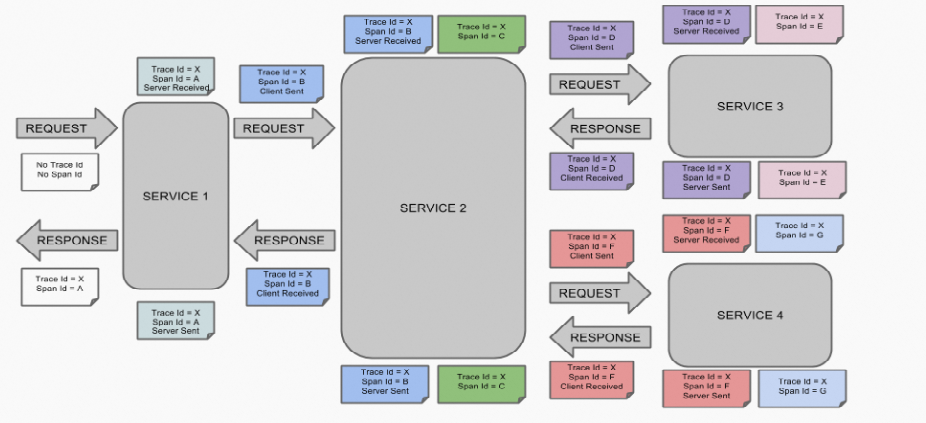 Trace Id = X
Span Id = B
Server Received
Trace Id = X
Span Id = C
Trace Id = X
Span Id = D
Client Sent
Trace Id = X
Span Id = D
Server Received
Trace Id = X
Span Id = E
Trace Id = X
Span Id = A
Server Received
Trace Id = X
Span Id = B
Client Sent
REQUEST
SERVICE 3
REQUEST
REQUEST
RESPONSE
No Trace Id
No Span Id
Trace Id = X
Span Id = D
Client Received
Trace Id = X
Span Id = D
Server Sent
Trace Id = X
Span Id = E
SERVICE 1
SERVICE 2
RESPONSE
RESPONSE
Trace Id = X
Span Id = F
Client Sent
Trace Id = X
Span Id = F
Server Received
Trace Id = X
Span Id = G
Trace Id = X
Span Id = A
Trace Id = X
Span Id = B
Client Received
REQUEST
SERVICE 4
Trace Id = X
Span Id = A
Server Sent
RESPONSE
Trace Id = X
Span Id = B
Server Sent
Trace Id = X
Span Id = C
Trace Id = X
Span Id = F
Client Received
Trace Id = X
Span Id = F
Server Sent
Trace Id = X
Span Id = G